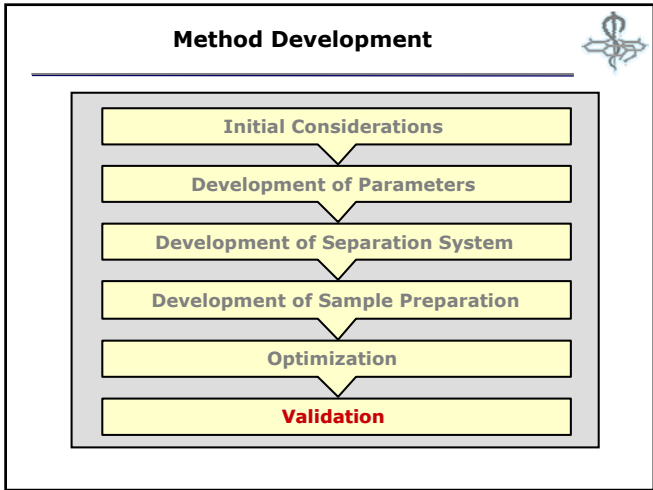 Method Development
Initial Considerations
Development of Parameters
Development of Separation System
Development of Sample Preparation
Optimization
Validation